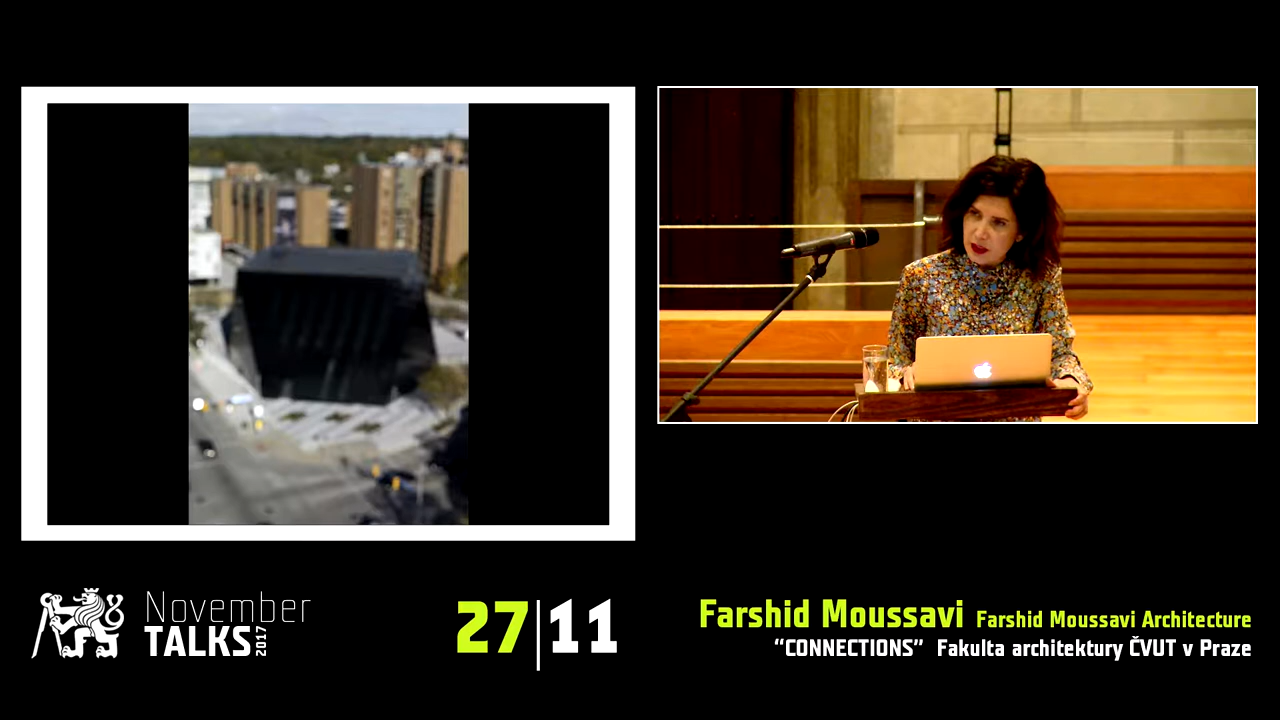 November
TALKS 2017
27|11
Farshid Moussavi Farshid Moussavi Architecture
“CONNECTIONS” Fakulta architektury ČVUT v Praze